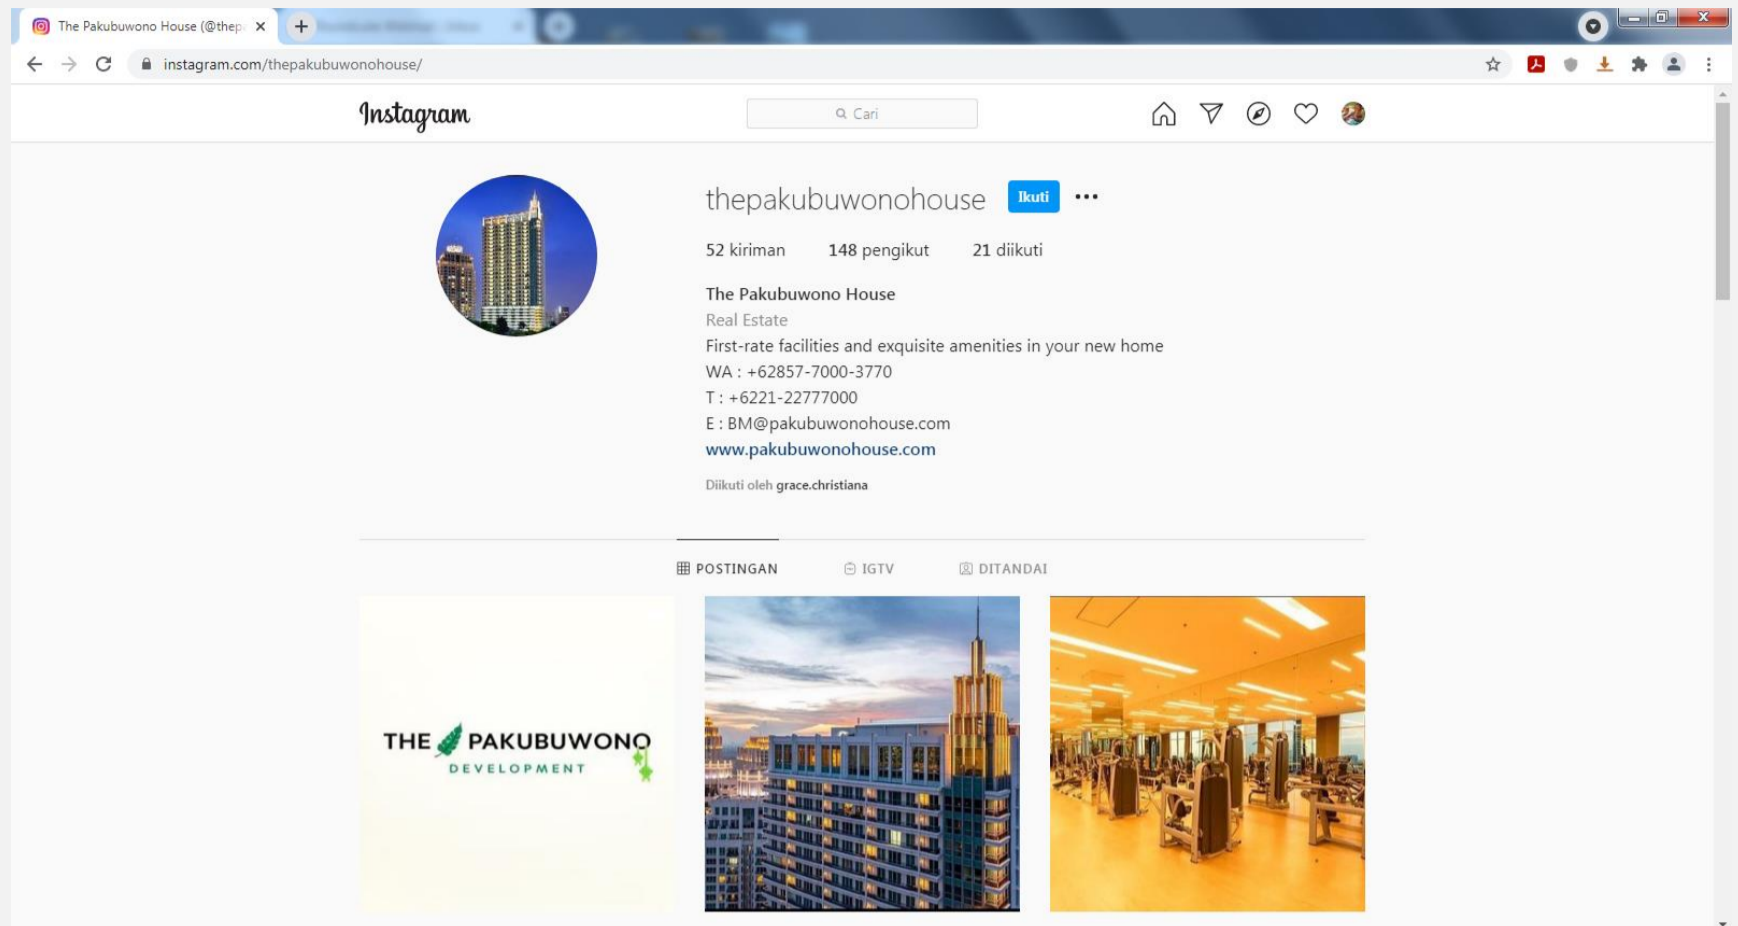 The Pakubuwono House (@thep
instagram.com/thepakubuwonohouse/
Instagram
Cari
thepakubuwonohouse Ikuti
52 kiriman 148 pengikut 21 diikuti
The Pakubuwono House
Real Estate
First-rate facilities and exquisite amenities in your new home
WA : +62857-7000-3770
T : +6221-22777000
E : BM@pakubuwonohouse.com
www.pakubuwonohouse.com
Diikuti oleh grace.christiana
POSTINGAN IGTV DITANDAI
THE PAKUBUWONO
DEVELOPMENT